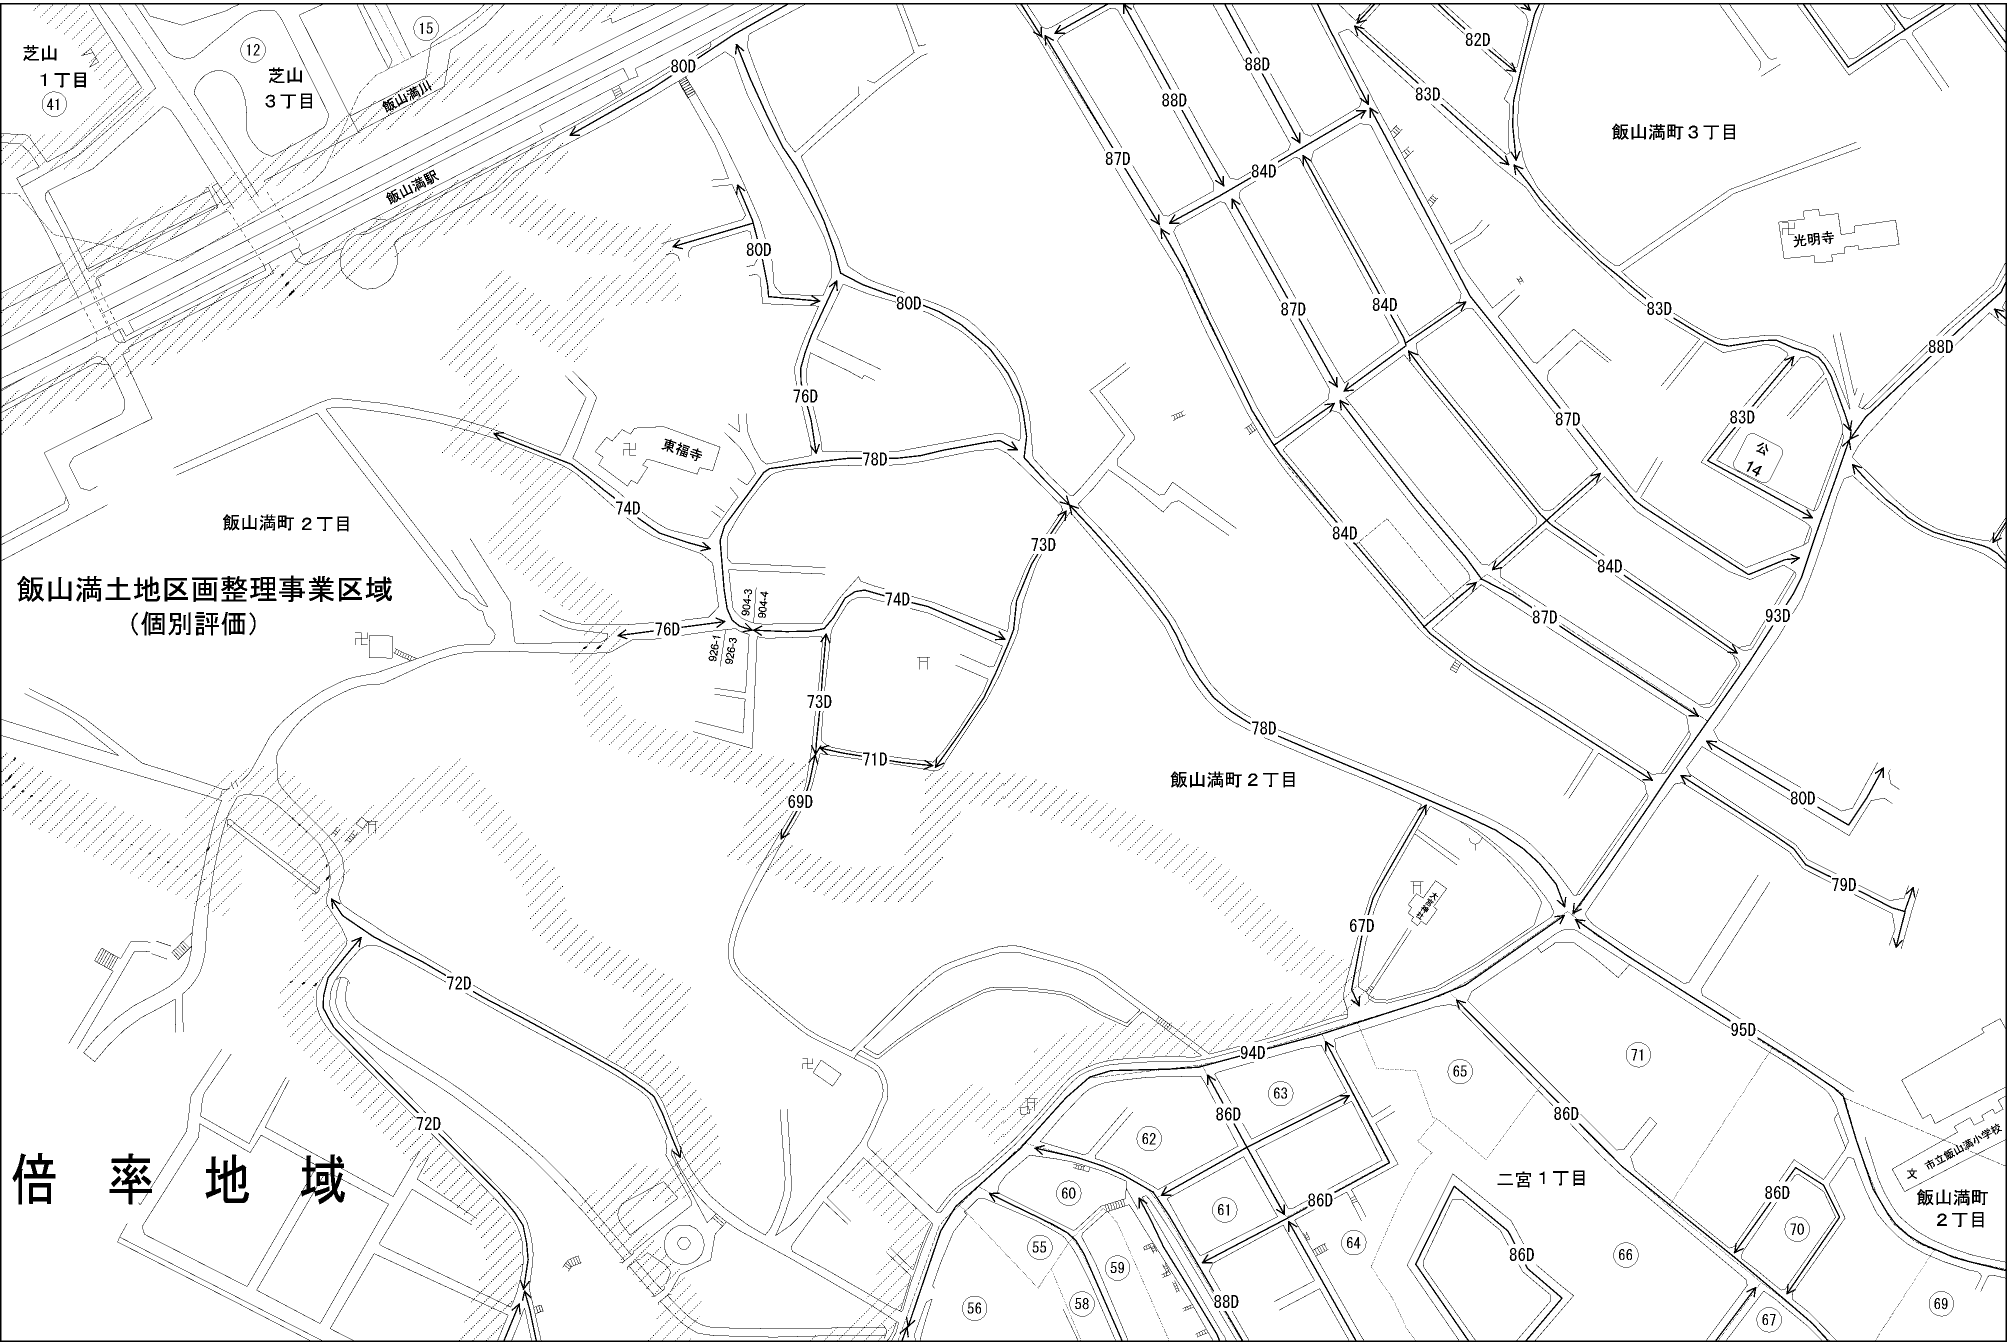 芝山
１丁目
41
12
芝山
３丁目
15
飯山満川
飯山満駅
80D
88D
88D
87D
84D
82D
83D
飯山満町３丁目
光明寺
80D
80D
87D
84D
83D
88D
76D
87D
83D
公
14
東福寺
78D
74D
73D
84D
84D
飯山満町２丁目
飯山満土地区画整理事業区域
（個別評価）
904-3
904-4
74D
76D
926-1
926-3
87D
93D
73D
78D
71D
69D
飯山満町２丁目
80D
79D
67D
大宮神社
72D
94D
95D
63
65
71
72D
86D
62
86D
市立飯山満小学校
文
倍率地域
60
61
86D
二宮１丁目
86D
70
飯山満町
２丁目
55
59
64
86D
66
56
58
88D
67
69